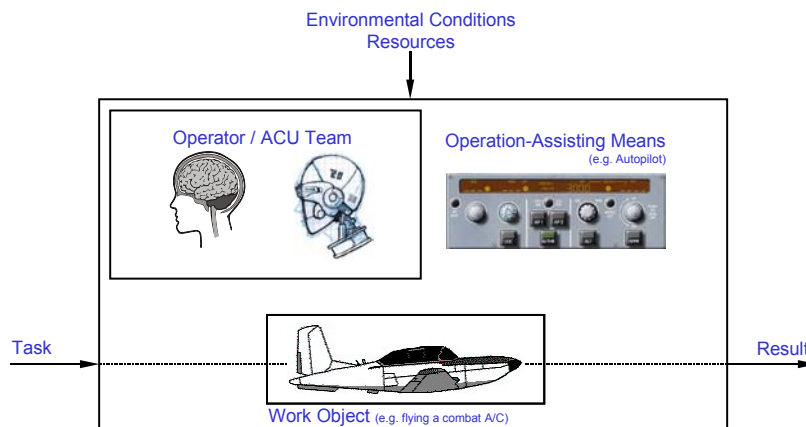 Environmental Conditions
Resources
Operator / ACU Team
Operation-Assisting Means
(e.g. Autopilot)
Task
Result
Work Object (e.g. flying a combat A/C)